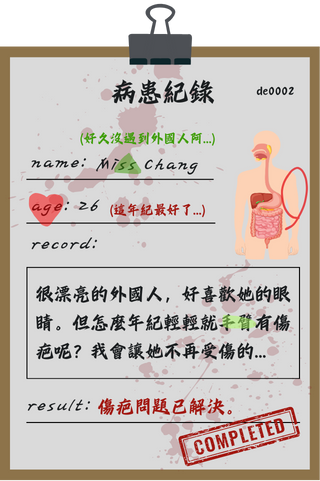 病患紀錄
de0002
(好久沒遇到外國人阿...)
name: Miss Chang
age: 26 (這年紀最好了...)
record:
很漂亮的外國人，好喜歡她的眼
睛。但怎麼年紀輕輕就手臂有傷
疤呢？我會讓她不再受傷的...
result: 傷疤問題已解決。
COMPLETED